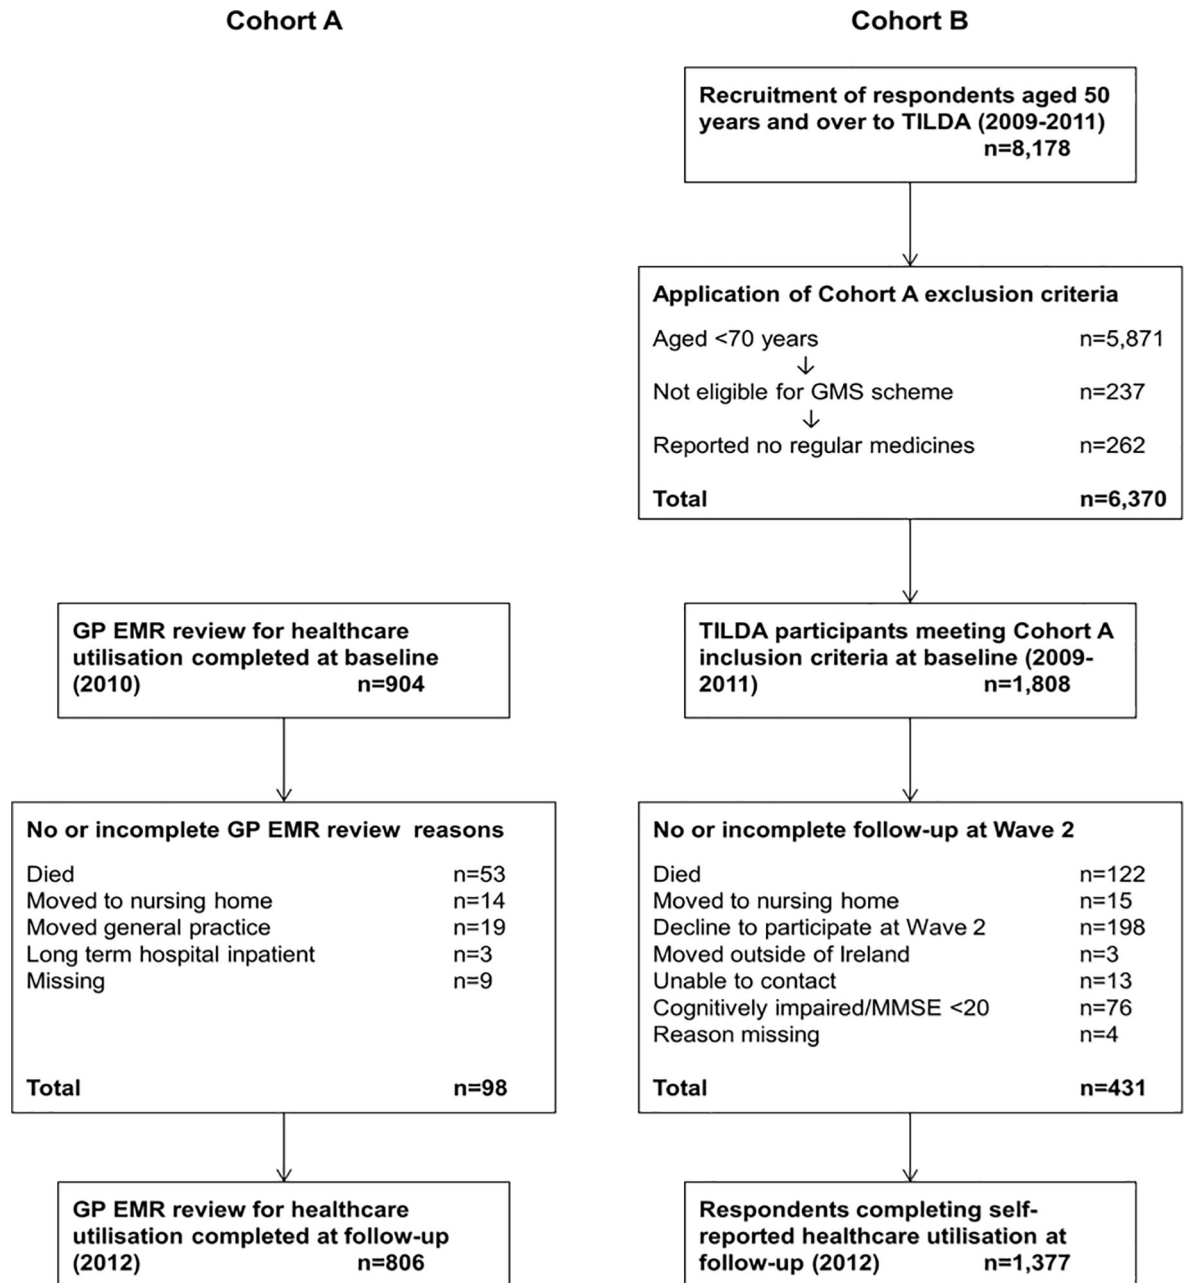 Cohort A
Cohort B
Recruitment of respondents aged 50
years and over to TILDA (2009-2011)
n=8,178
Application of Cohort A exclusion criteria
Aged <70 years n=5,871
Not eligible for GMS scheme n=237
Reported no regular medicines n=262
Total n=6,370
GP EMR review for healthcare
utilisation completed at baseline
(2010) n=904
TILDA participants meeting Cohort A
inclusion criteria at baseline (2009-
2011) n=1,808
No or incomplete GP EMR review reasons
Died n=53
Moved to nursing home n=14
Moved general practice n=19
Long term hospital inpatient n=3
Missing n=9
Total n=98
No or incomplete follow-up at Wave 2
Died n=122
Moved to nursing home n=15
Decline to participate at Wave 2 n=198
Moved outside of Ireland n=3
Unable to contact n=13
Cognitively impaired/MMSE <20 n=76
Reason missing n=4
Total n=431
GP EMR review for healthcare
utilisation completed at follow-up
(2012) n=806
Respondents completing self-
reported healthcare utilisation at
follow-up (2012) n=1,377